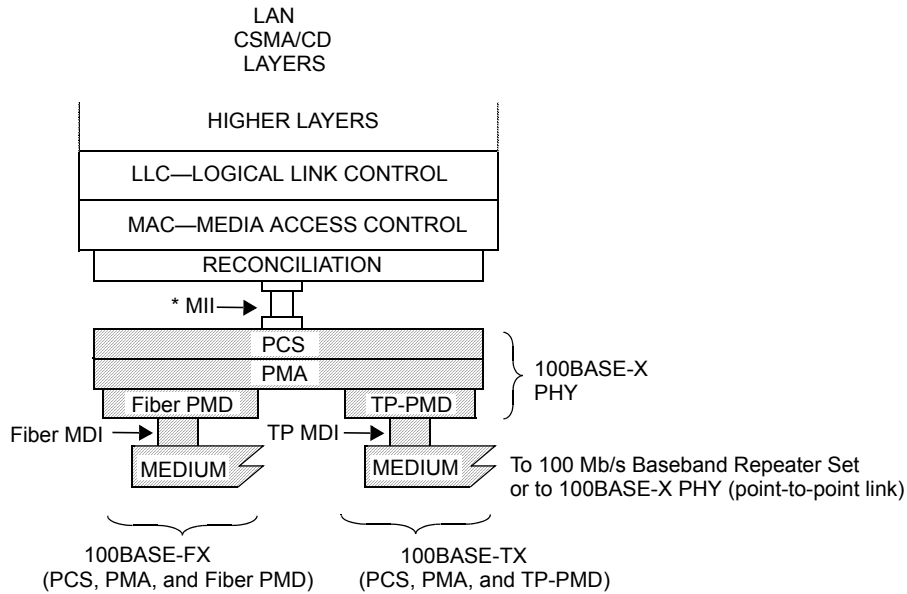 LAN
CSMA/CD
LAYERS
HIGHER LAYERS
LLC—LOGICAL LINK CONTROL
MAC—MEDIA ACCESS CONTROL
RECONCILIATION
* MII
PCS
PMA
100BASE-X
PHY
Fiber PMD
TP-PMD
Fiber MDI
TP MDI
MEDIUM
MEDIUM
To 100 Mb/s Baseband Repeater Set
or to 100BASE-X PHY (point-to-point link)
100BASE-FX
(PCS, PMA, and Fiber PMD)
100BASE-TX
(PCS, PMA, and TP-PMD)